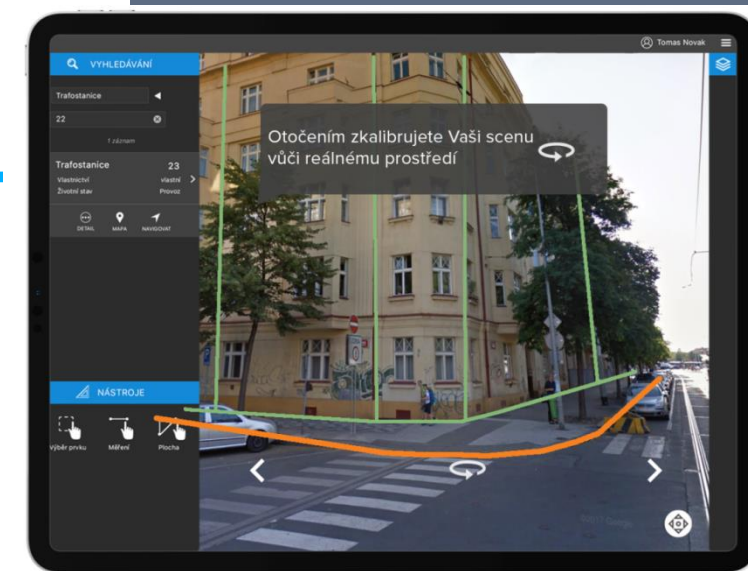 Tomas Novak
VYHLEDÁVÁNÍ
Trafostanice
22
1 záznam
Trafostanice 23
Vlastnictví vlastní
Životní stav Provoz
DETAIL MAPA NAVIGOVAT
Otočením zkalibrujete Vaši scenu
vůči reálnému prostředí
NÁSTROJE
Výběr prvku Měření Plocha